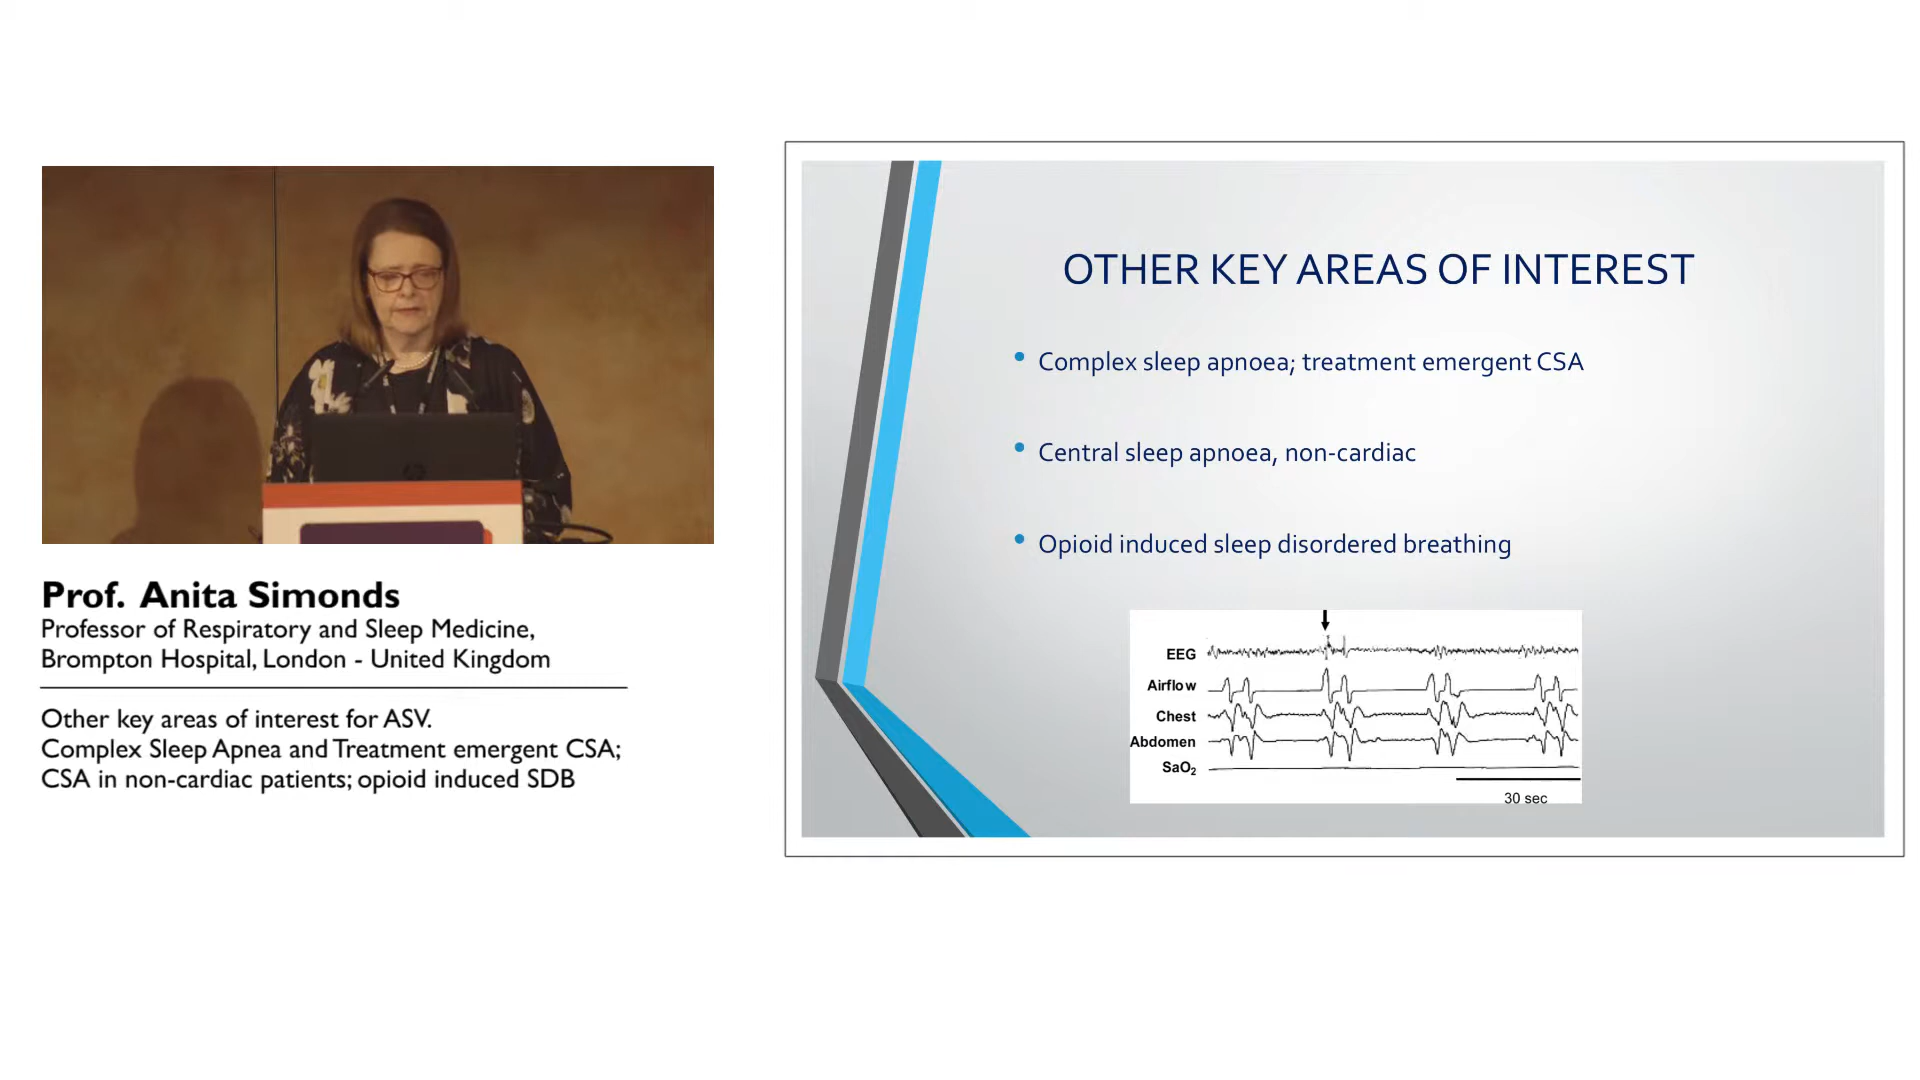 Prof. Anita Simonds
Professor of Respiratory and Sleep Medicine,
Brompton Hospital, London - United Kingdom
Other key areas of interest for ASV.
Complex Sleep Apnea and Treatment emergent CSA;
CSA in non-cardiac patients; opioid induced SDB
OTHER KEY AREAS OF INTEREST
• Complex sleep apnoea; treatment emergent CSA
• Central sleep apnoea, non-cardiac
• Opioid induced sleep disordered breathing
EEG
Airflow
Chest
Abdomen
SaO₂
30 sec